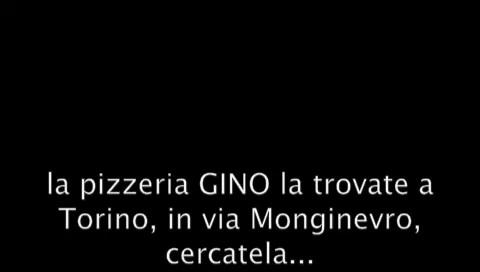 la pizzeria GINO la trovate a
Torino, in via Monginevro,
cercatela...